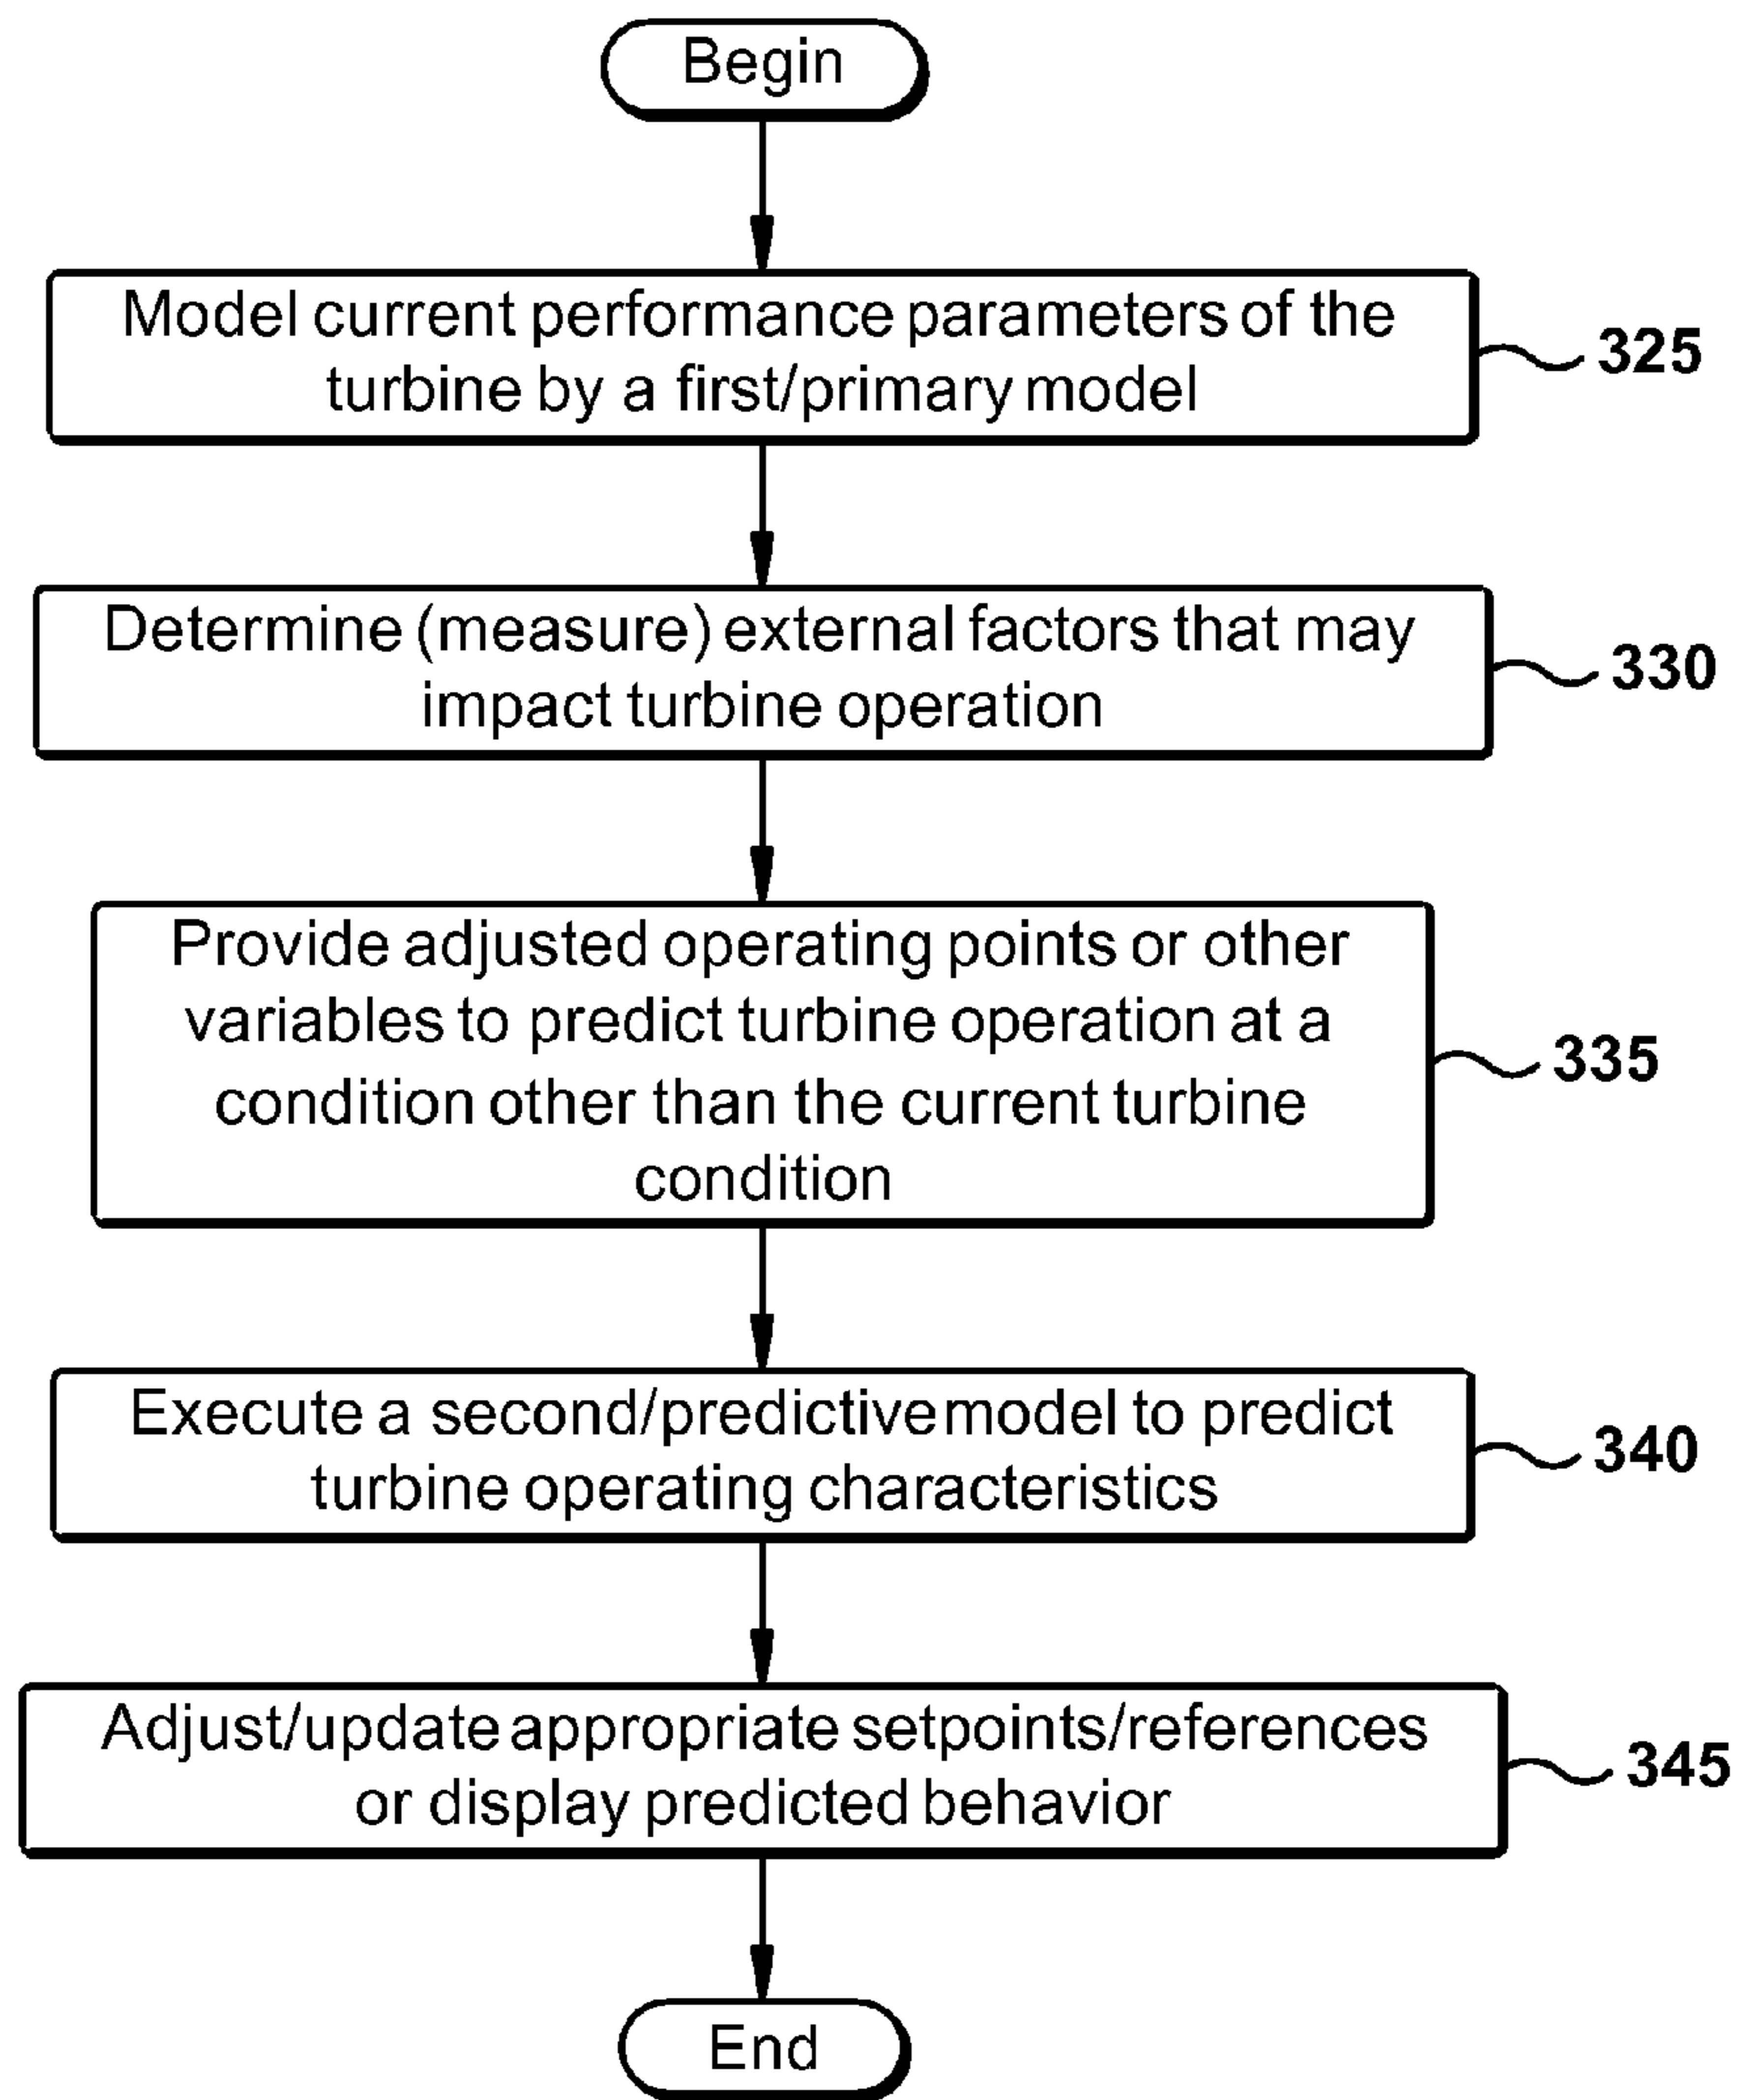 Begin
Model current performance parameters of the
turbine by a first/primary model
325
Determine (measure) external factors that may
impact turbine operation
330
Provide adjusted operating points or other
variables to predict turbine operation at a
condition other than the current turbine
condition
335
Execute a second/predictive model to predict
turbine operating characteristics
340
Adjust/update appropriate setpoints/references
or display predicted behavior
345
End